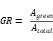 GR = A_green / A_total